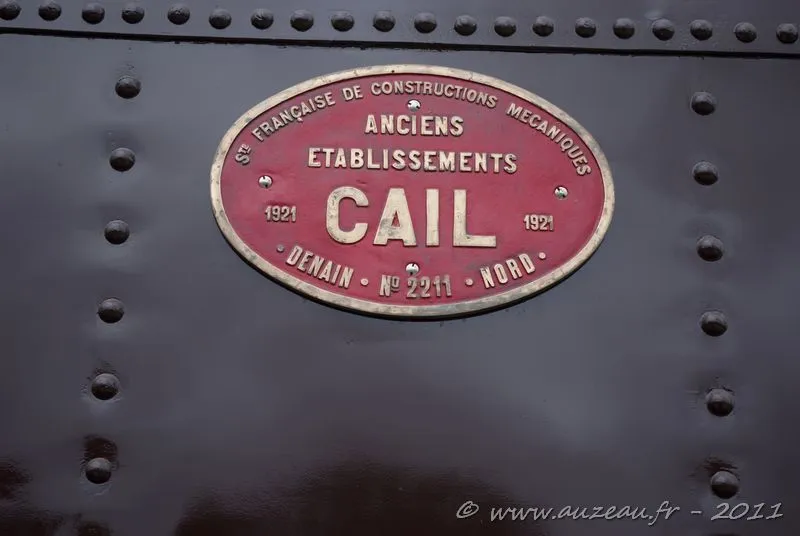 Sté FRANÇAISE DE CONSTRUCTIONS MECANIQUES
ANCIENS
ETABLISSEMENTS
CAIL
1921 1921
• DENAIN • No 2211 • NORD •
© www.auzeau.fr - 2011